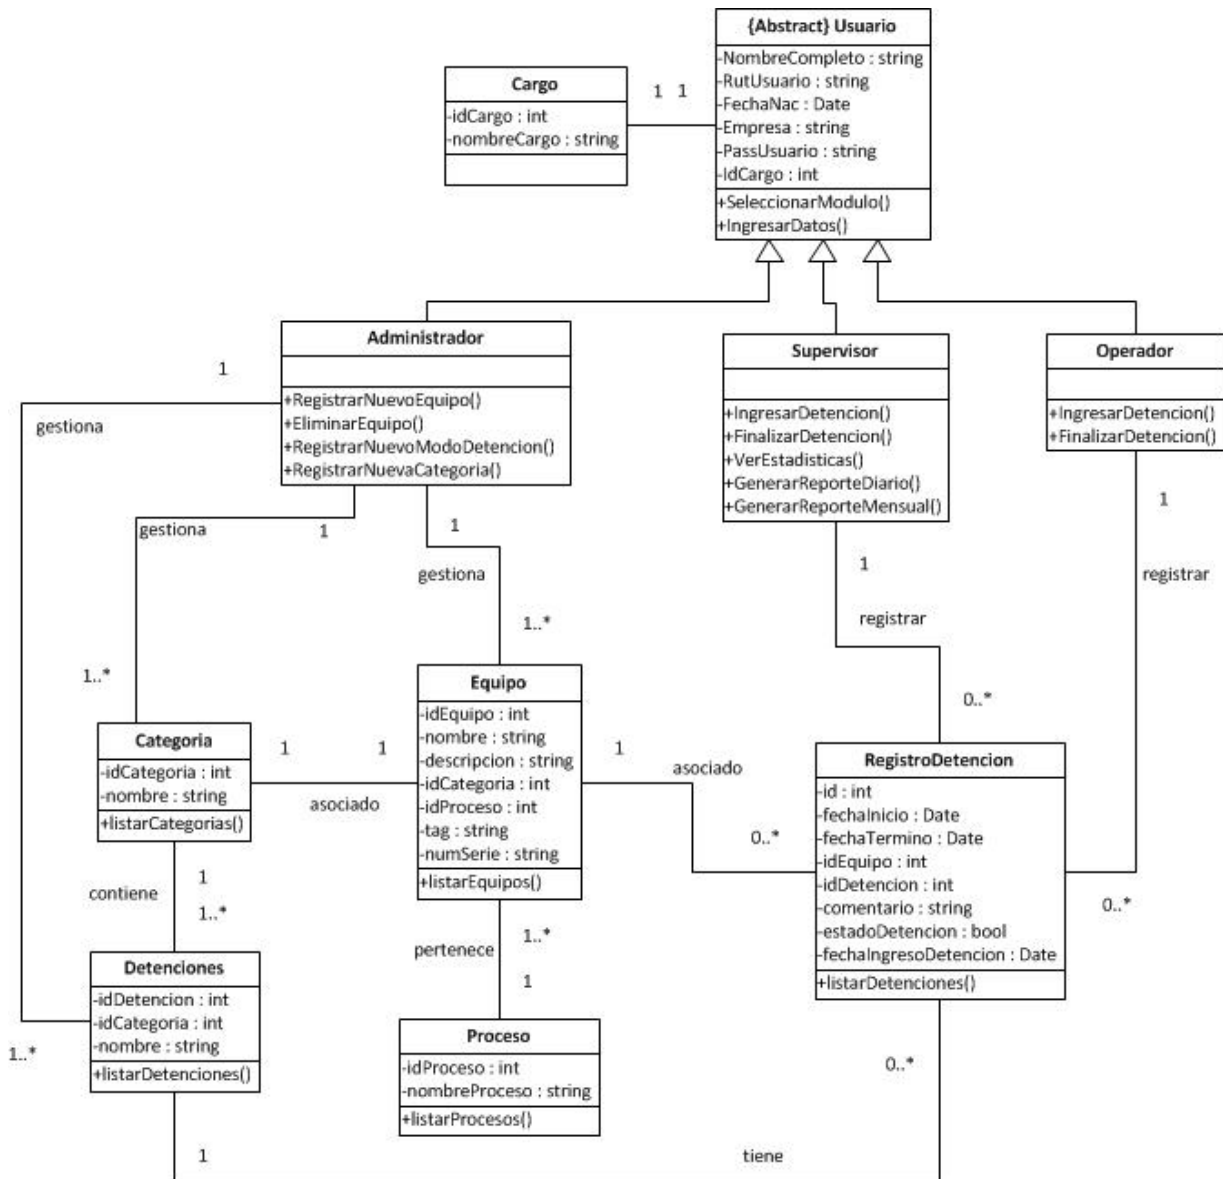 {Abstract} Usuario
-NombreCompleto : string
-RutUsuario : string
-FechaNac : Date
-Empresa : string
-PassUsuario : string
-IdCargo : int
+SeleccionarModulo()
+IngresarDatos()
Cargo
-idCargo : int
-nombreCargo : string
1 1
Administrador
+RegistrarNuevoEquipo()
+EliminarEquipo()
+RegistrarNuevoModoDetencion()
+RegistrarNuevaCategoria()
Supervisor
+IngresarDetencion()
+FinalizarDetencion()
+VerEstadisticas()
+GenerarReporteDiario()
+GenerarReporteMensual()
Operador
+IngresarDetencion()
+FinalizarDetencion()
1
gestiona
gestiona
1
1
gestiona
1
registrar
1
registrar
1..*
1..*
0..*
0..*
Categoria
-idCategoria : int
-nombre : string
+listarCategorias()
1
1
asociado
Equipo
-idEquipo : int
-nombre : string
-descripcion : string
-idCategoria : int
-idProceso : int
-tag : string
-numSerie : string
+listarEquipos()
1
asociado
0..*
RegistroDetencion
-id : int
-fechaInicio : Date
-fechaTermino : Date
-idEquipo : int
-idDetencion : int
-comentario : string
-estadoDetencion : bool
-fechaIngresoDetencion : Date
+listarDetenciones()
contiene
1
1..*
pertenece
1..*
1
Detenciones
-idDetencion : int
-idCategoria : int
-nombre : string
+listarDetenciones()
1..*
Proceso
-idProceso : int
-nombreProceso : string
+listarProcesos()
0..*
1
tiene